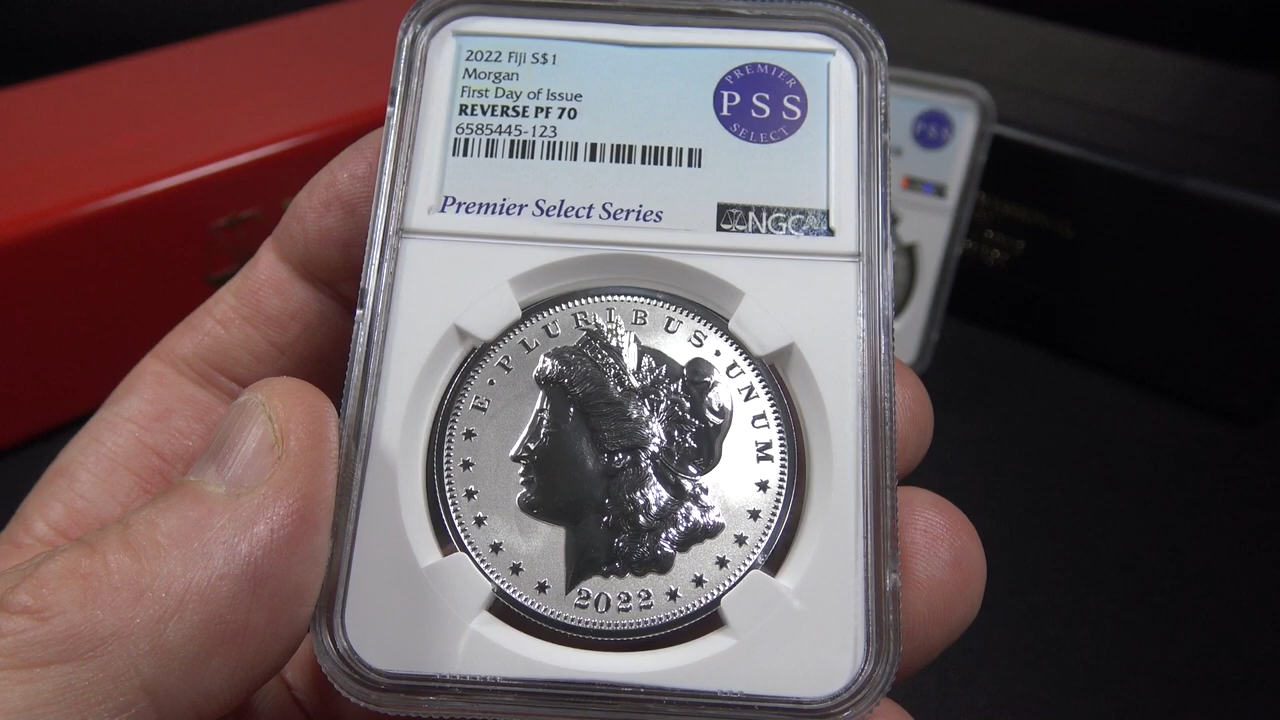 2022 Fiji S$1
Morgan
First Day of Issue
REVERSE PF 70
6585445-123
PREMIER
PSS
SELECT
Premier Select Series
NGC
PSS
E·PLURIBUS·UNUM
2022